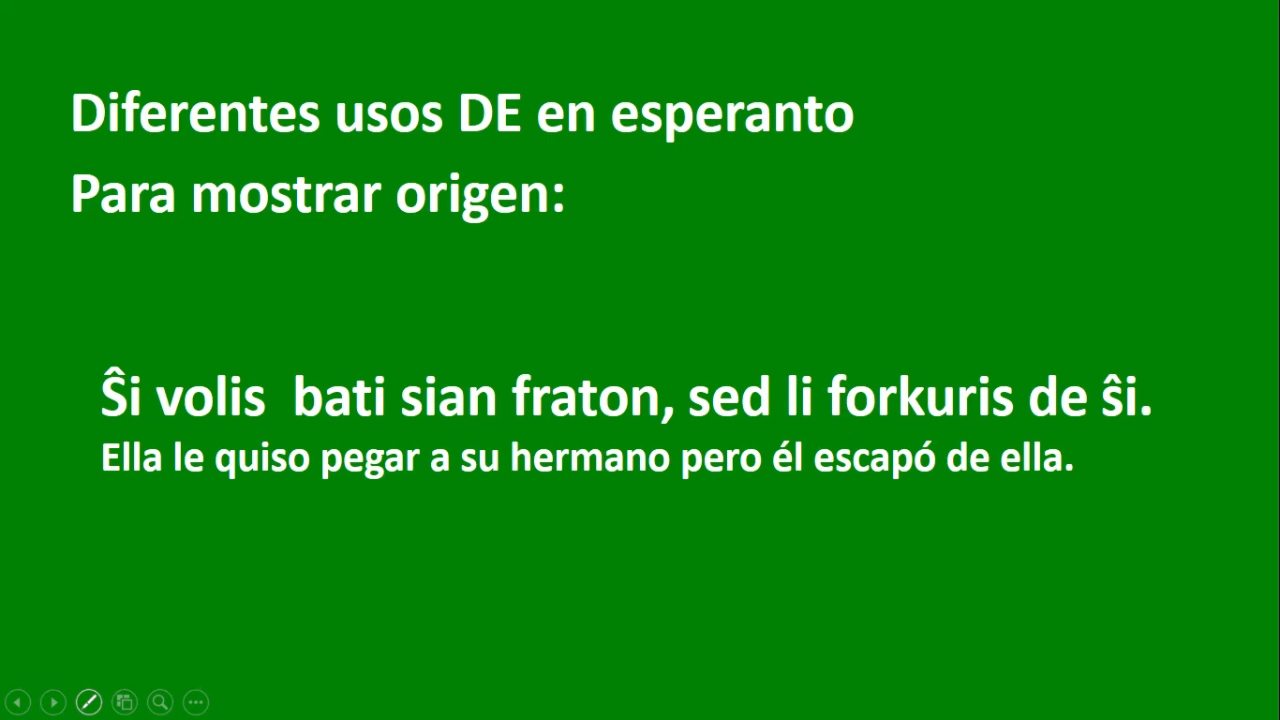 Diferentes usos DE en esperanto
Para mostrar origen:
Ŝi volis  bati sian fraton, sed li forkuris de ŝi.
Ella le quiso pegar a su hermano pero él escapó de ella.